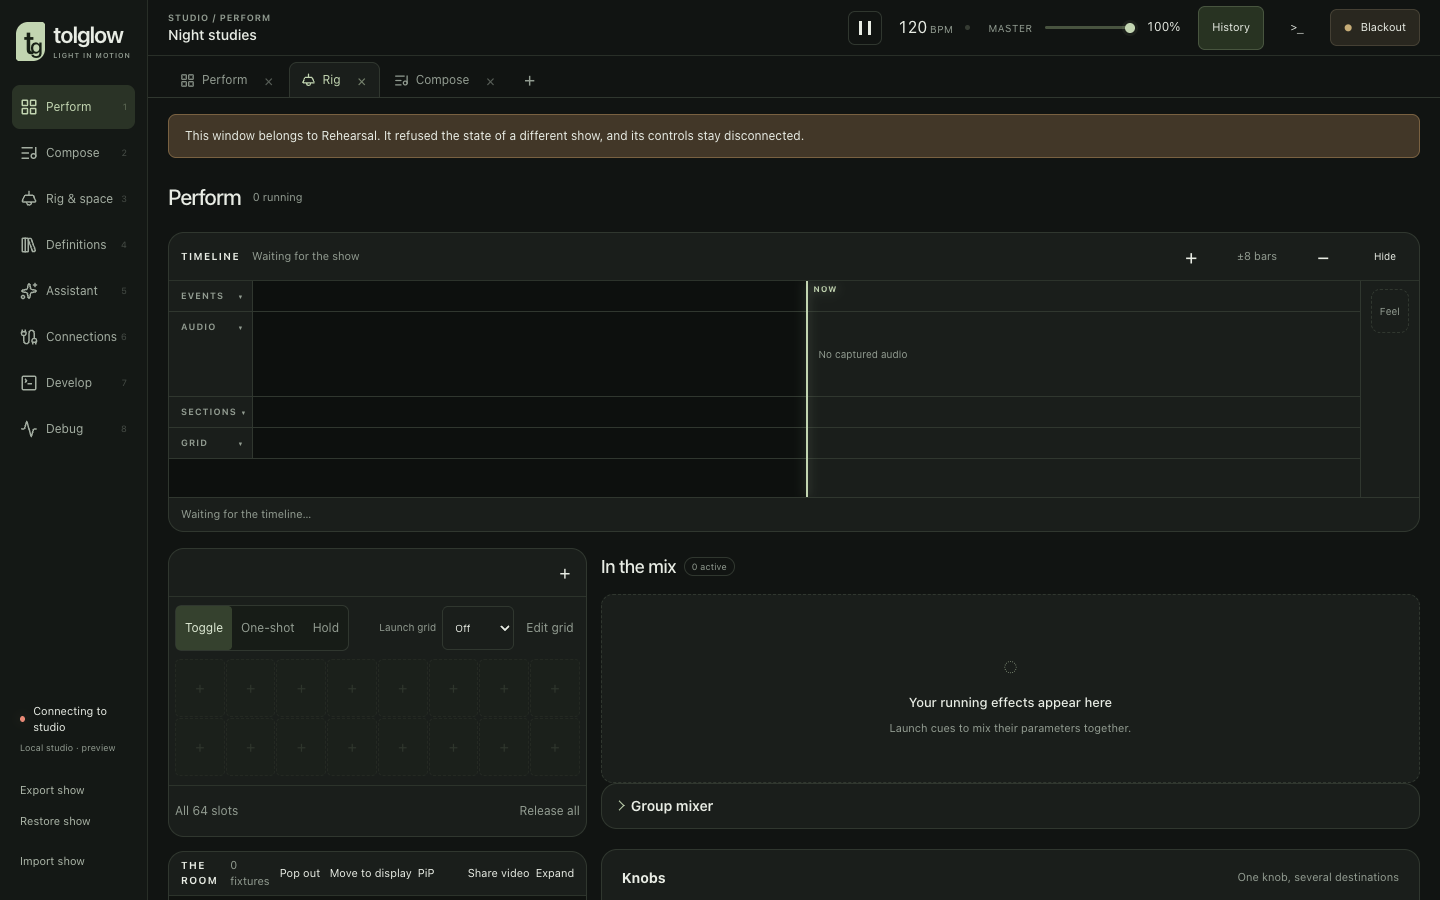 tg tolglow
LIGHT IN MOTION
Perform 1
Compose 2
Rig & space 3
Definitions 4
Assistant 5
Connections 6
Develop 7
Debug 8
Connecting to
studio
Local studio · preview
Export show
Restore show
Import show
STUDIO / PERFORM
Night studies
120 BPM
MASTER
100%
History
>_
Blackout
Perform ×
Rig ×
Compose ×
+
This window belongs to Rehearsal. It refused the state of a different show, and its controls stay disconnected.
Perform 0 running
TIMELINE Waiting for the show
+ ±8 bars − Hide
EVENTS
NOW
Feel
AUDIO
No captured audio
SECTIONS
GRID
Waiting for the timeline...
+
Toggle One-shot Hold Launch grid Off Edit grid
+ + + + + + + +
+ + + + + + + +
All 64 slots Release all
THE
ROOM
0
fixtures
Pop out Move to display PiP Share video Expand
In the mix 0 active
Your running effects appear here
Launch cues to mix their parameters together.
Group mixer
Knobs One knob, several destinations